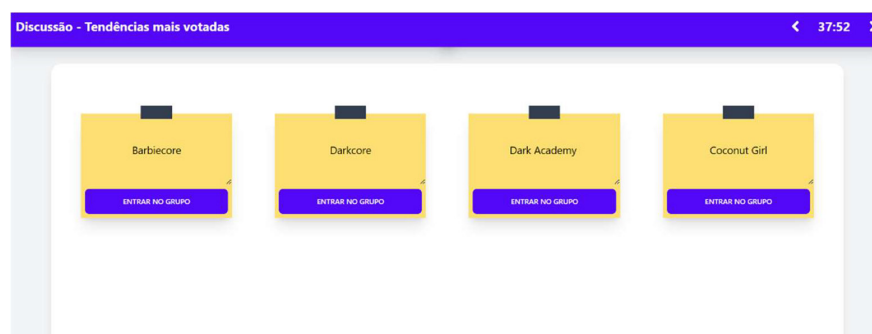 Discussão - Tendências mais votadas
37:52
Barbiecore
Darkcore
Dark Academy
Coconut Girl
ENTRAR NO GRUPO
ENTRAR NO GRUPO
ENTRAR NO GRUPO
ENTRAR NO GRUPO